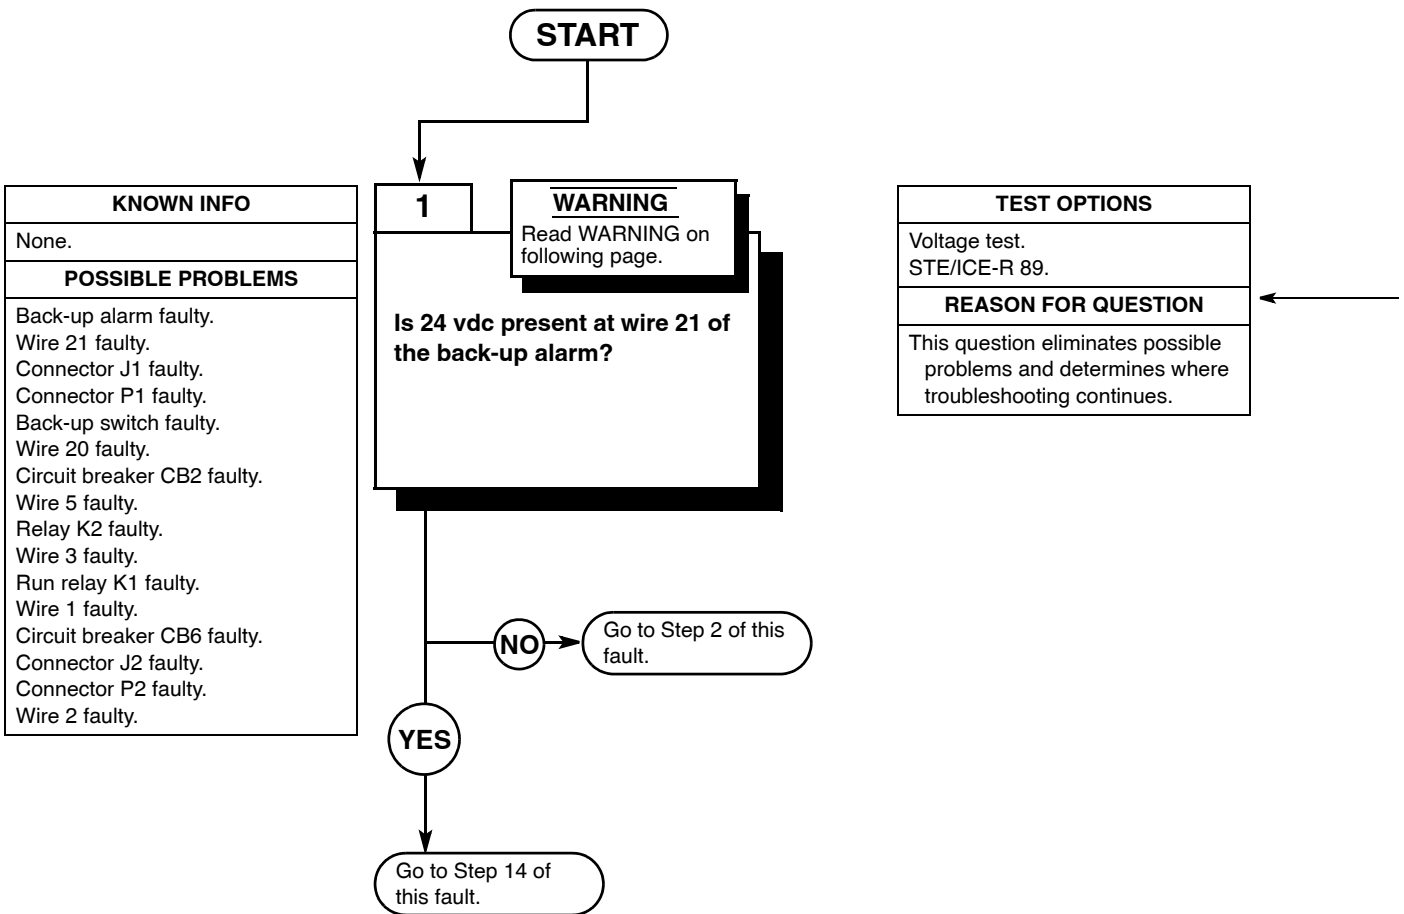 START
KNOWN INFO
None.
POSSIBLE PROBLEMS
Back-up alarm faulty.
Wire 21 faulty.
Connector J1 faulty.
Connector P1 faulty.
Back-up switch faulty.
Wire 20 faulty.
Circuit breaker CB2 faulty.
Wire 5 faulty.
Relay K2 faulty.
Wire 3 faulty.
Run relay K1 faulty.
Wire 1 faulty.
Circuit breaker CB6 faulty.
Connector J2 faulty.
Connector P2 faulty.
Wire 2 faulty.
1
WARNING
Read WARNING on
following page.
Is 24 vdc present at wire 21 of
the back-up alarm?
TEST OPTIONS
Voltage test.
STE/ICE-R 89.
REASON FOR QUESTION
This question eliminates possible
problems and determines where
troubleshooting continues.
NO
Go to Step 2 of this
fault.
YES
Go to Step 14 of
this fault.